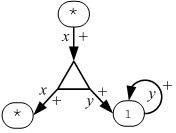 *
x +
x + y +
* 1 y +